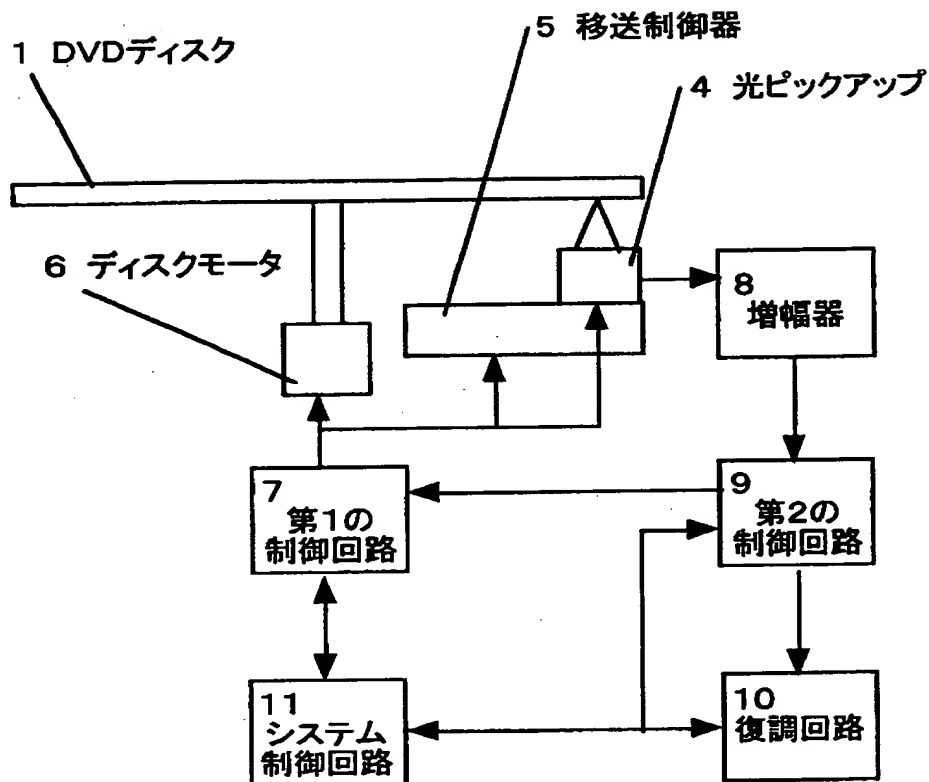 5 移送制御器
1 DVDディスク
4 光ピックアップ
6 ディスクモータ
8
増幅器
7
第1の
制御回路
9
第2の
制御回路
11
システム
制御回路
10
復調回路